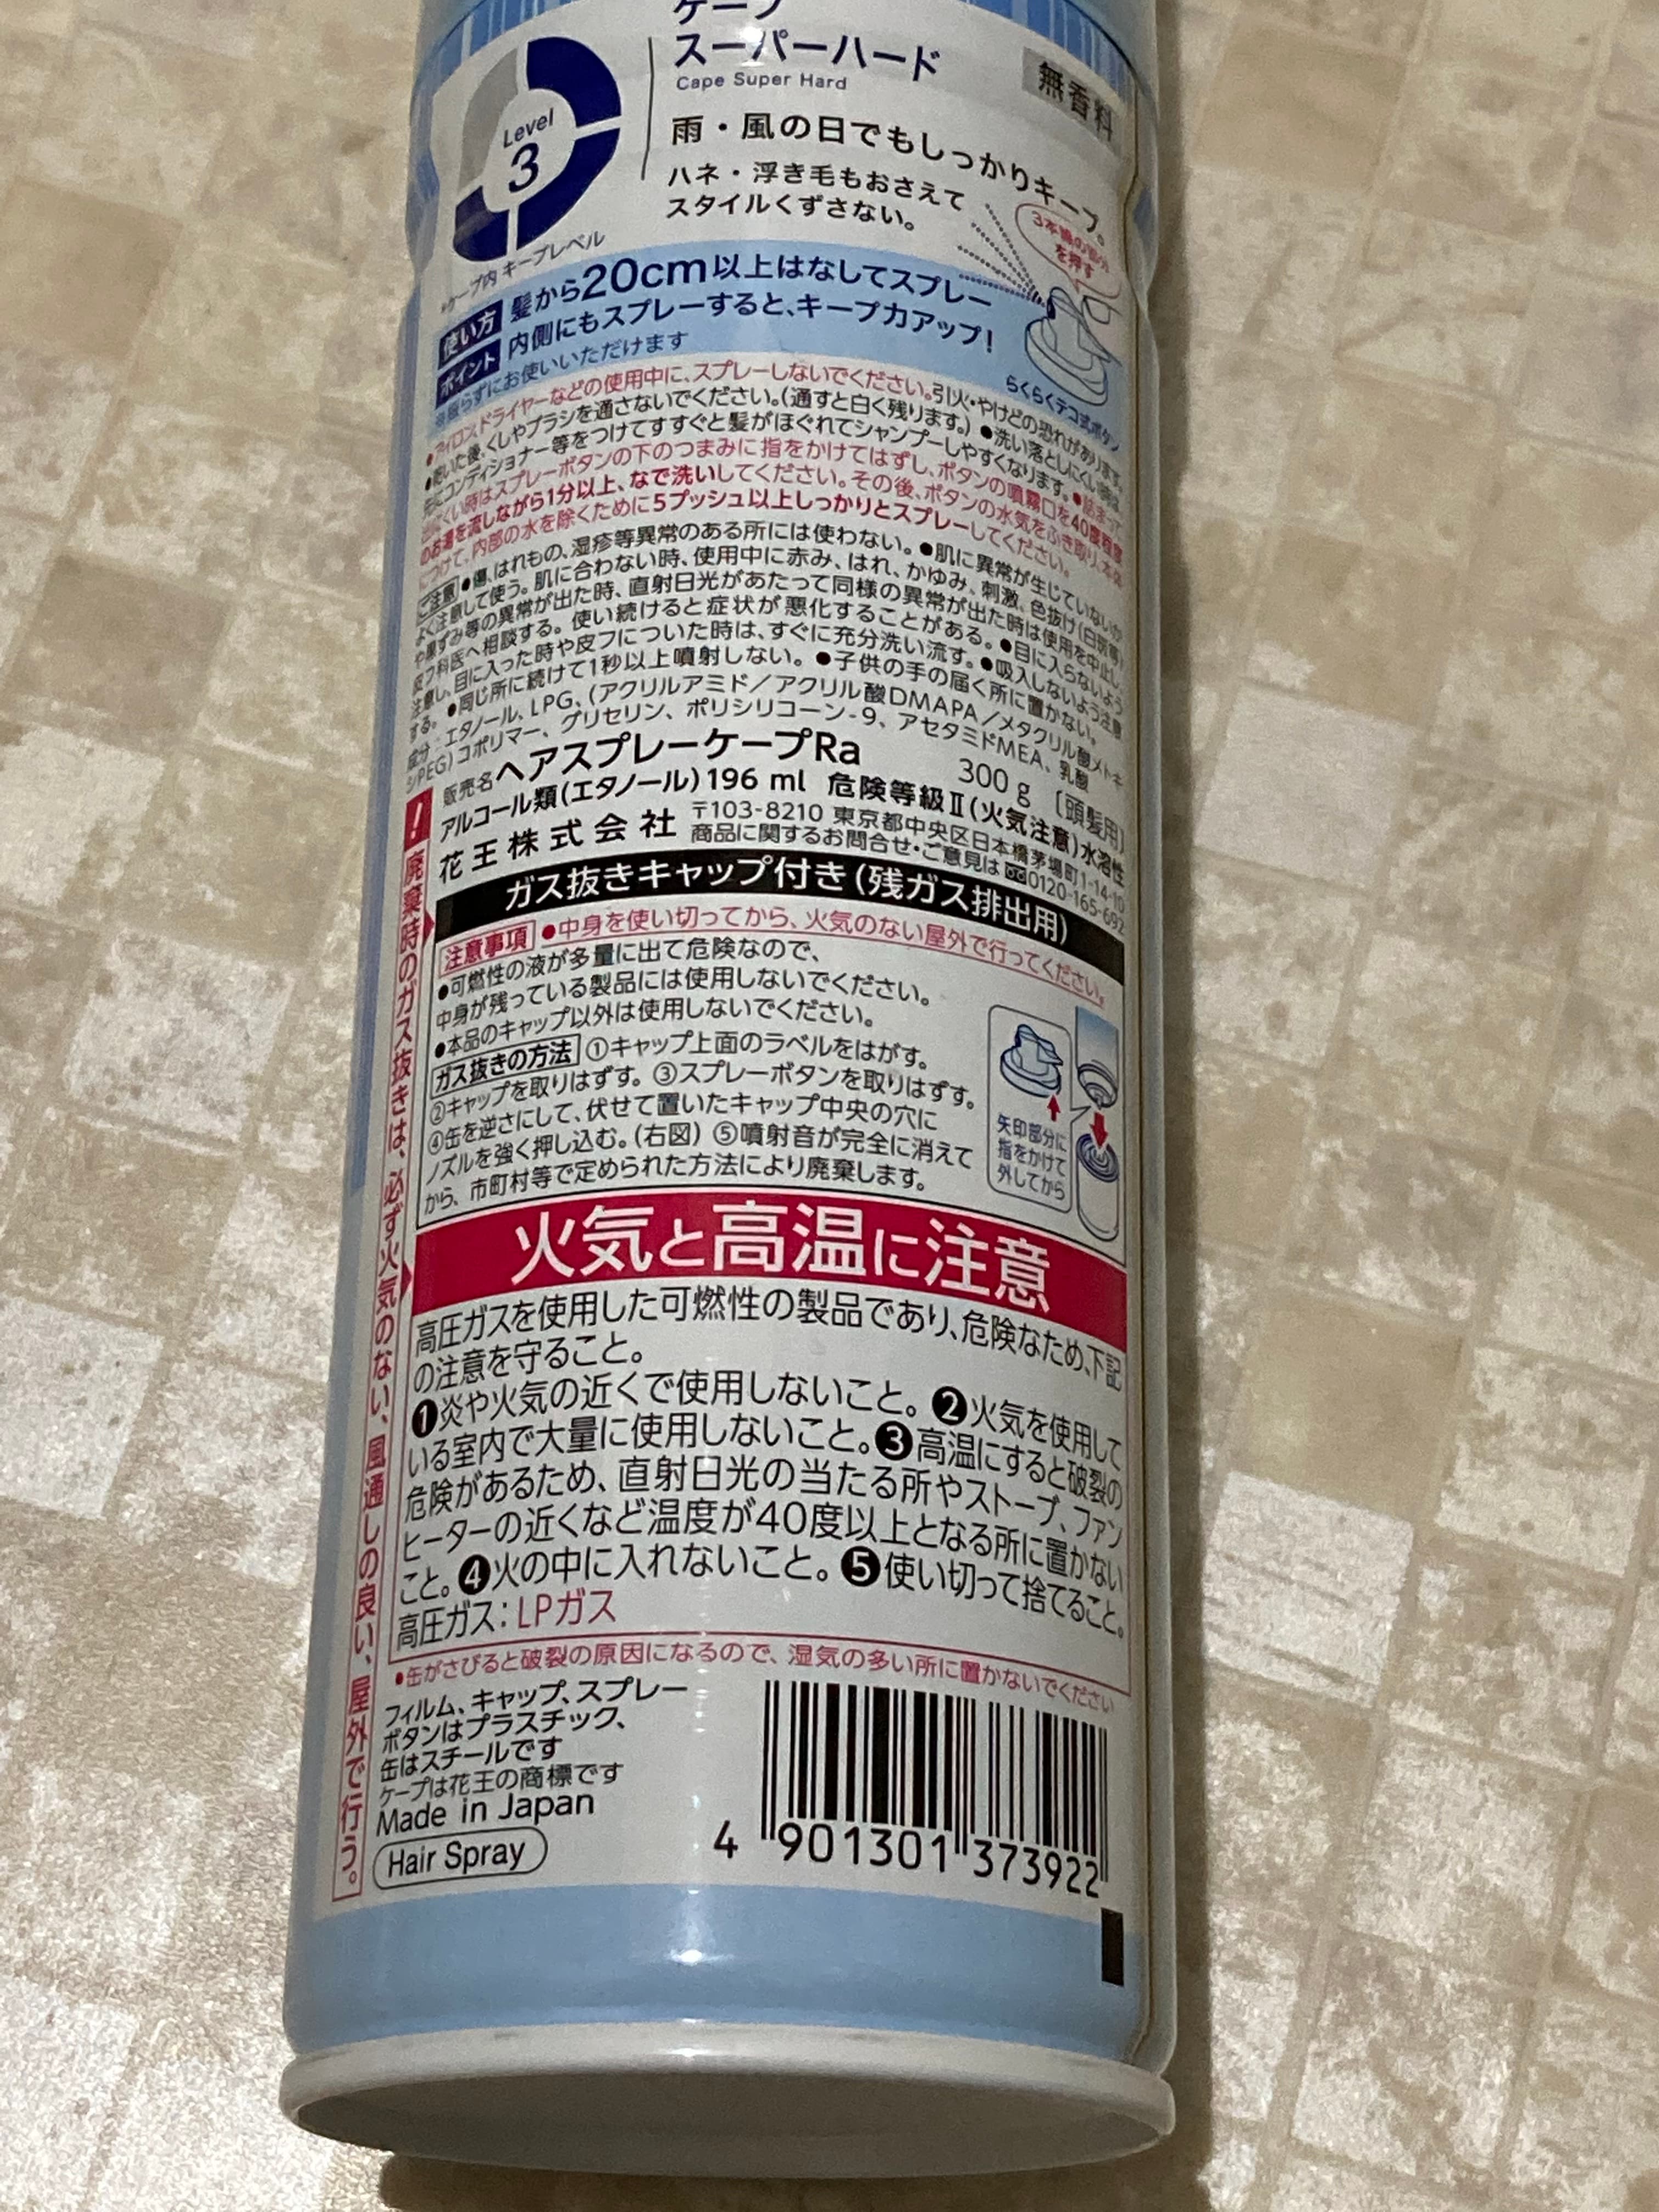 ケープ
スーパーハード
Cape Super Hard
無香料
Level
3
*ケープ内 キープレベル
雨・風の日でもしっかりキープ。
ハネ・浮き毛もおさえて
スタイルくずさない。
3本線の部分
を押す
使い方 髪から20cm以上はなしてスプレー
ポイント 内側にもスプレーすると、キープ力アップ!
※振らずにお使いいただけます
らくらくデコ式ボタン
●アイロン、ドライヤーなどの使用中に、スプレーしないでください。引火・やけどの恐れがあります。
●乾いた後、くしやブラシを通さないでください。(通すと白く残ります。) ●洗い落としにくい時は、
先にコンディショナー等をつけてすすぐと髪がほぐれてシャンプーしやすくなります。●詰まって
出にくい時はスプレーボタンの下のつまみに指をかけてはずし、ボタンの噴霧口を40度程度
のお湯を流しながら1分以上、なで洗いしてください。その後、ボタンの水気をふき取り、本体
につけて、内部の水を除くために5プッシュ以上しっかりとスプレーしてください。
ご注意 ●傷、はれもの、湿疹等異常のある所には使わない。●肌に異常が生じていないか
よく注意して使う。肌に合わない時、使用中に赤み、はれ、かゆみ、刺激、色抜け(白斑等)
や黒ずみ等の異常が出た時、直射日光があたって同様の異常が出た時は使用を中止し、
皮フ科医へ相談する。使い続けると症状が悪化することがある。●目に入らないよう
注意し、目に入った時や皮フについた時は、すぐに充分洗い流す。●吸入しないよう注意
する。●同じ所に続けて1秒以上噴射しない。●子供の手の届く所に置かない。
成分:エタノール、LPG、(アクリルアミド/アクリル酸DMAPA/メタクリル酸メトキ
シPEG)コポリマー、グリセリン、ポリシリコーン-9、アセタミドMEA、乳酸
販売名ヘアスプレーケープRa 300g〔頭髪用〕
アルコール類(エタノール)196 ml 危険等級Ⅱ(火気注意)水溶性
花王株式会社 〒103-8210 東京都中央区日本橋茅場町1-14-10
商品に関するお問合せ・ご意見は 0120-165-692
! 廃棄時のガス抜きは、必ず火気のない、風通しの良い、屋外で行う。
ガス抜きキャップ付き(残ガス排出用)
注意事項 ●中身を使い切ってから、火気のない屋外で行ってください。
●可燃性の液が多量に出て危険なので、
中身が残っている製品には使用しないでください。
●本品のキャップ以外は使用しないでください。
ガス抜きの方法 ①キャップ上面のラベルをはがす。
②キャップを取りはずす。③スプレーボタンを取りはずす。
④缶を逆さにして、伏せて置いたキャップ中央の穴に
ノズルを強く押し込む。(右図) ⑤噴射音が完全に消えて
から、市町村等で定められた方法により廃棄します。
矢印部分に
指をかけて
外してから
火気と高温に注意
高圧ガスを使用した可燃性の製品であり、危険なため、下記
の注意を守ること。
❶炎や火気の近くで使用しないこと。❷火気を使用して
いる室内で大量に使用しないこと。❸高温にすると破裂の
危険があるため、直射日光の当たる所やストーブ、ファン
ヒーターの近くなど温度が40度以上となる所に置かない
こと。❹火の中に入れないこと。❺使い切って捨てること。
高圧ガス:LPガス
●缶がさびると破裂の原因になるので、湿気の多い所に置かないでください
フィルム、キャップ、スプレー
ボタンはプラスチック、
缶はスチールです
ケープは花王の商標です
Made in Japan
Hair Spray
4 901301 373922